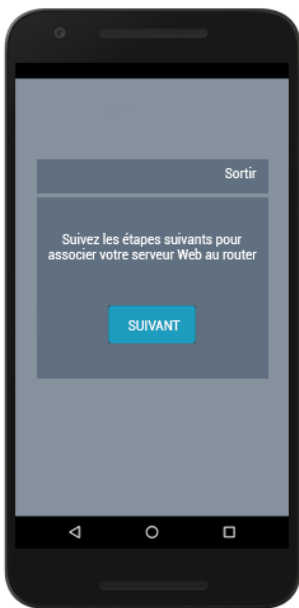 Sortir
Suivez les étapes suivants pour
associer votre serveur Web au router
SUIVANT